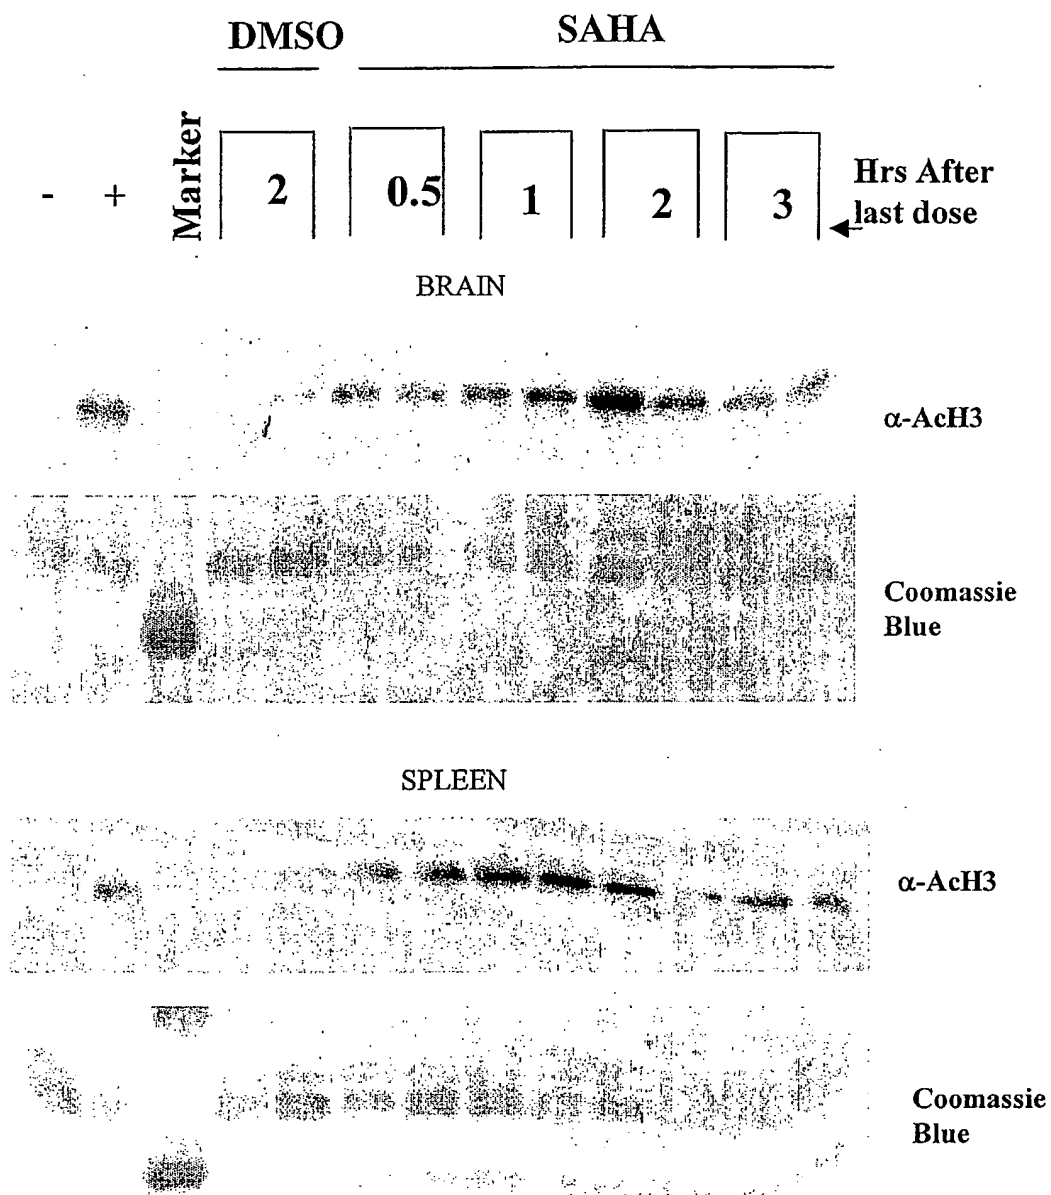 DMSO SAHA
- + Marker 2 0.5 1 2 3 Hrs After
last dose
BRAIN
α-AcH3
Coomassie
Blue
SPLEEN
α-AcH3
Coomassie
Blue